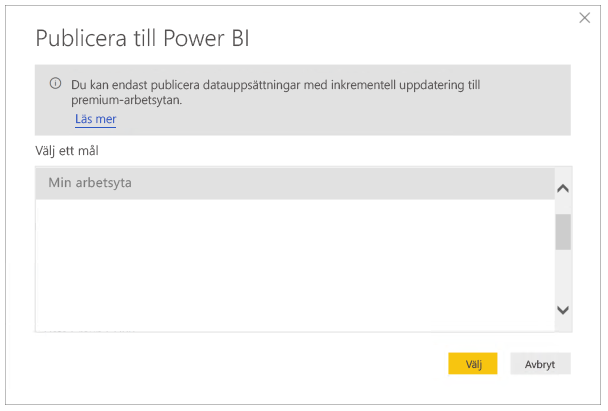 Publicera till Power BI
Du kan endast publicera datauppsättningar med inkrementell uppdatering till
premium-arbetsytan.
Läs mer
Välj ett mål
Min arbetsyta
Välj
Avbryt